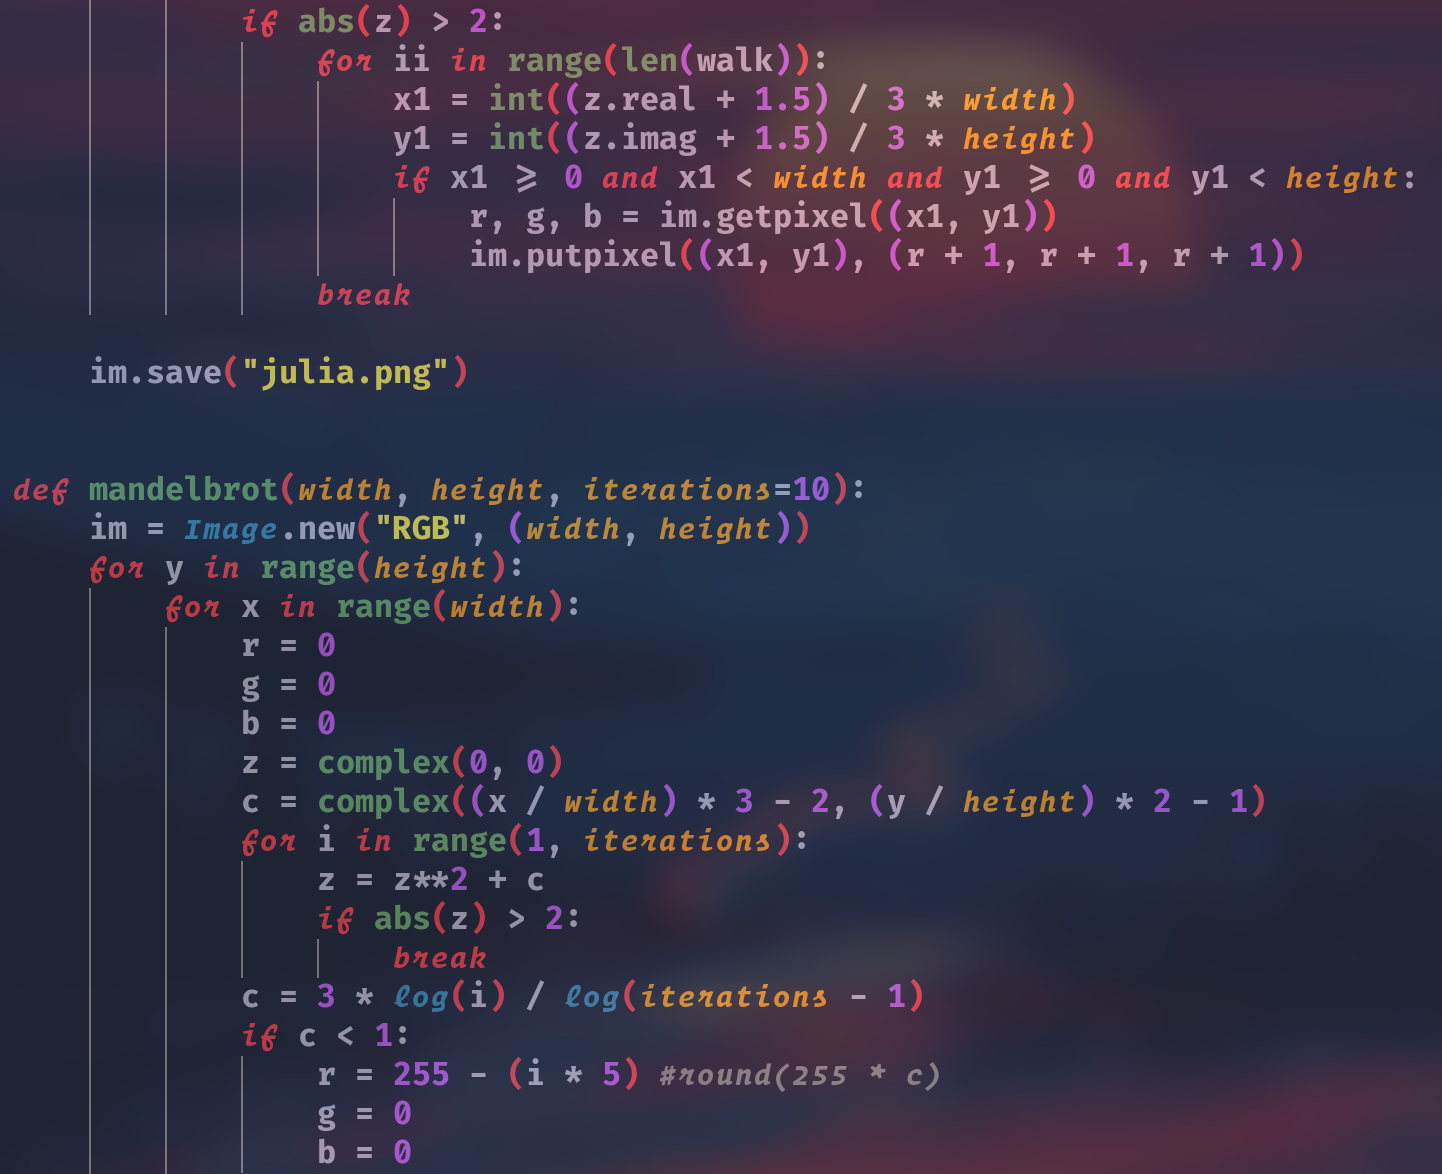 if abs(z) > 2:
                for ii in range(len(walk)):
                    x1 = int((z.real + 1.5) / 3 * width)
                    y1 = int((z.imag + 1.5) / 3 * height)
                    if x1 ⩾ 0 and x1 < width and y1 ⩾ 0 and y1 < height:
                        r, g, b = im.getpixel((x1, y1))
                        im.putpixel((x1, y1), (r + 1, r + 1, r + 1))
                break

    im.save("julia.png")


def mandelbrot(width, height, iterations=10):
    im = Image.new("RGB", (width, height))
    for y in range(height):
        for x in range(width):
            r = 0
            g = 0
            b = 0
            z = complex(0, 0)
            c = complex((x / width) * 3 - 2, (y / height) * 2 - 1)
            for i in range(1, iterations):
                z = z**2 + c
                if abs(z) > 2:
                    break
            c = 3 * log(i) / log(iterations - 1)
            if c < 1:
                r = 255 - (i * 5) #round(255 * c)
                g = 0
                b = 0